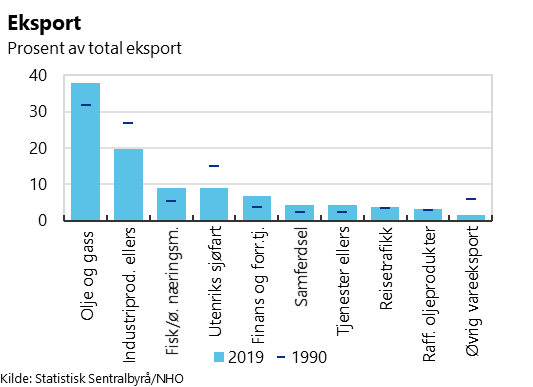 Eksport
Prosent av total eksport
40
30
20
10
0
Olje og gass
Industriprod. ellers
Fisk/ø. næringsm.
Utenriks sjøfart
Finans og forr.tj.
Samferdsel
Tjenester ellers
Reisetrafikk
Raff. oljeprodukter
Øvrig vareeksport
2019 1990
Kilde: Statistisk Sentralbyrå/NHO